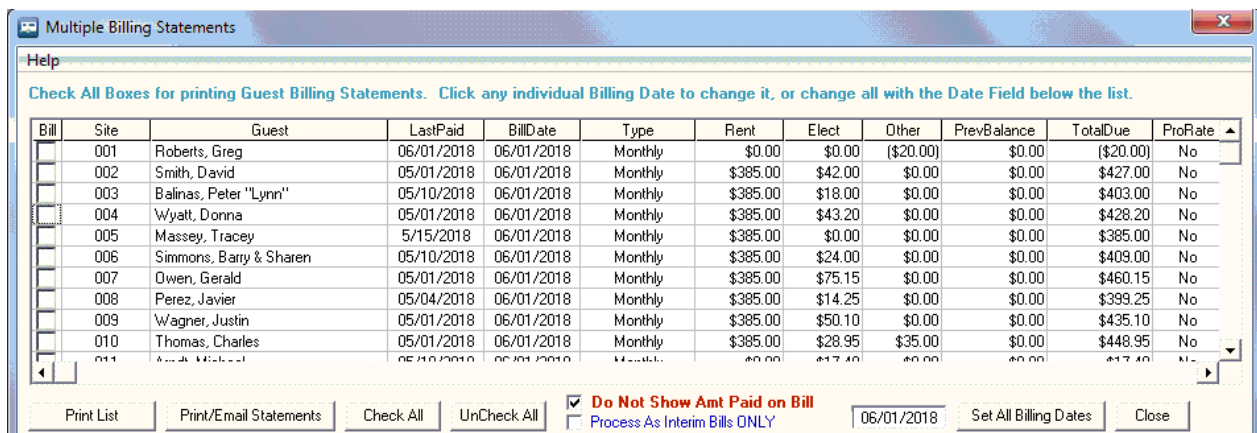 Multiple Billing Statements
Help
Check All Boxes for printing Guest Billing Statements. Click any individual Billing Date to change it, or change all with the Date Field below the list.
Bill Site Guest LastPaid BillDate Type Rent Elect Other PrevBalance TotalDue ProRate
001 Roberts, Greg 06/01/2018 06/01/2018 Monthly $0.00 $0.00 ($20.00) $0.00 ($20.00) No
002 Smith, David 05/01/2018 06/01/2018 Monthly $385.00 $42.00 $0.00 $0.00 $427.00 No
003 Balinas, Peter "Lynn" 05/10/2018 06/01/2018 Monthly $385.00 $18.00 $0.00 $0.00 $403.00 No
004 Wyatt, Donna 05/01/2018 06/01/2018 Monthly $385.00 $43.20 $0.00 $0.00 $428.20 No
005 Massey, Tracey 5/15/2018 06/01/2018 Monthly $385.00 $0.00 $0.00 $0.00 $385.00 No
006 Simmons, Barry & Sharen 05/10/2018 06/01/2018 Monthly $385.00 $24.00 $0.00 $0.00 $409.00 No
007 Owen, Gerald 05/01/2018 06/01/2018 Monthly $385.00 $75.15 $0.00 $0.00 $460.15 No
008 Perez, Javier 05/04/2018 06/01/2018 Monthly $385.00 $14.25 $0.00 $0.00 $399.25 No
009 Wagner, Justin 05/01/2018 06/01/2018 Monthly $385.00 $50.10 $0.00 $0.00 $435.10 No
010 Thomas, Charles 05/01/2018 06/01/2018 Monthly $385.00 $28.95 $35.00 $0.00 $448.95 No
Print List Print/Email Statements Check All UnCheck All Do Not Show Amt Paid on Bill
Process As Interim Bills ONLY 06/01/2018 Set All Billing Dates Close